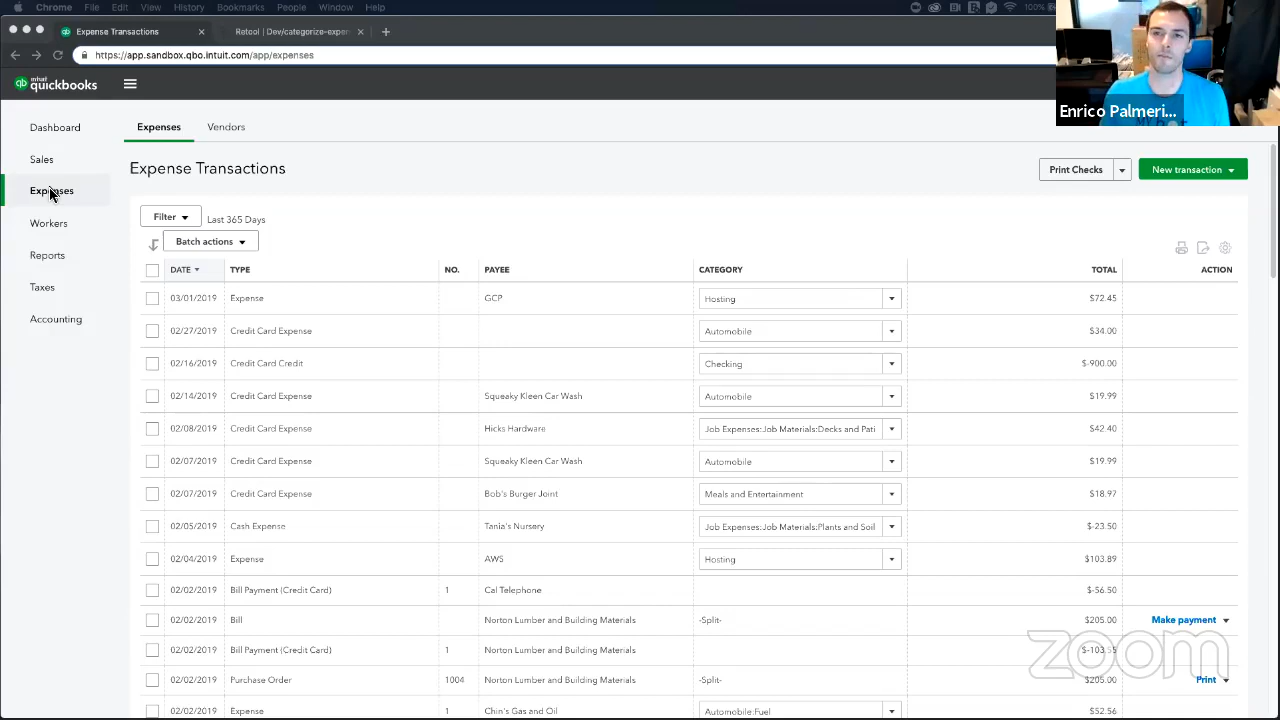 Chrome File Edit View History Bookmarks People Window Help 100%
Expense Transactions
Retool | Dev/categorize-expen
https://app.sandbox.qbo.intuit.com/app/expenses
Enrico Palmeri...
qb intuit quickbooks
Dashboard
Sales
Expenses
Workers
Reports
Taxes
Accounting
Expenses Vendors
Expense Transactions
Print Checks New transaction
Filter Last 365 Days
Batch actions
DATE TYPE NO. PAYEE CATEGORY TOTAL ACTION
03/01/2019 Expense GCP Hosting $72.45
02/27/2019 Credit Card Expense Automobile $34.00
02/16/2019 Credit Card Credit Checking $-900.00
02/14/2019 Credit Card Expense Squeaky Kleen Car Wash Automobile $19.99
02/08/2019 Credit Card Expense Hicks Hardware Job Expenses:Job Materials:Decks and Pati $42.40
02/07/2019 Credit Card Expense Squeaky Kleen Car Wash Automobile $19.99
02/07/2019 Credit Card Expense Bob's Burger Joint Meals and Entertainment $18.97
02/05/2019 Cash Expense Tania's Nursery Job Expenses:Job Materials:Plants and Soil $-23.50
02/04/2019 Expense AWS Hosting $103.89
02/02/2019 Bill Payment (Credit Card) 1 Cal Telephone $-56.50
02/02/2019 Bill Norton Lumber and Building Materials -Split- $205.00 Make payment
02/02/2019 Bill Payment (Credit Card) 1 Norton Lumber and Building Materials $-103.55
02/02/2019 Purchase Order 1004 Norton Lumber and Building Materials -Split- $205.00 Print
02/02/2019 Expense 1 Chin's Gas and Oil Automobile:Fuel $52.56
zoom